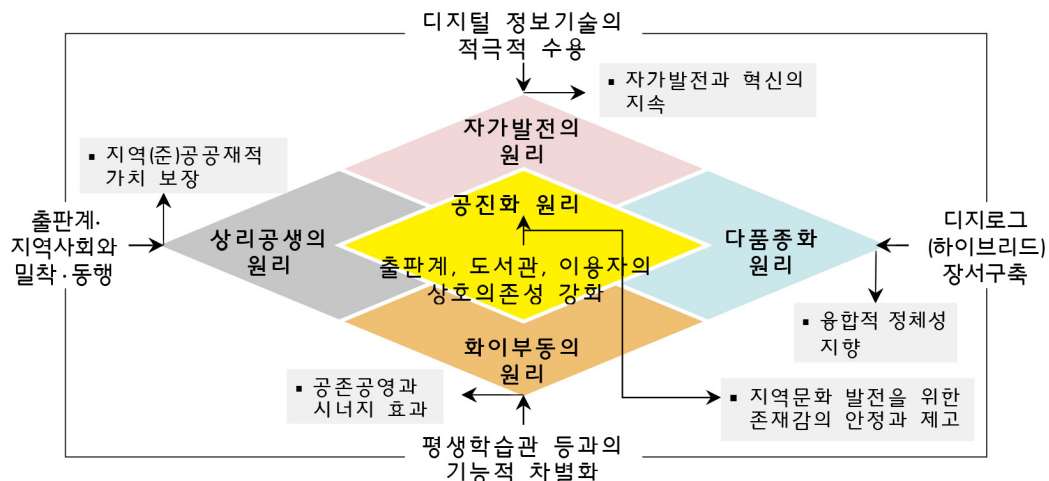 디지털 정보기술의
적극적 수용
▪ 자가발전과 혁신의
지속
자가발전의
원리
▪ 지역(준)공공재적
가치 보장
공진화 원리
출판계·
지역사회와
밀착·동행
상리공생의
원리
다품종화
원리
디지로그
(하이브리드)
장서구축
출판계, 도서관, 이용자의
상호의존성 강화
▪ 융합적 정체성
지향
화이부동의
원리
▪ 공존공영과
시너지 효과
▪ 지역문화 발전을 위한
존재감의 안정과 제고
평생학습관 등과의
기능적 차별화